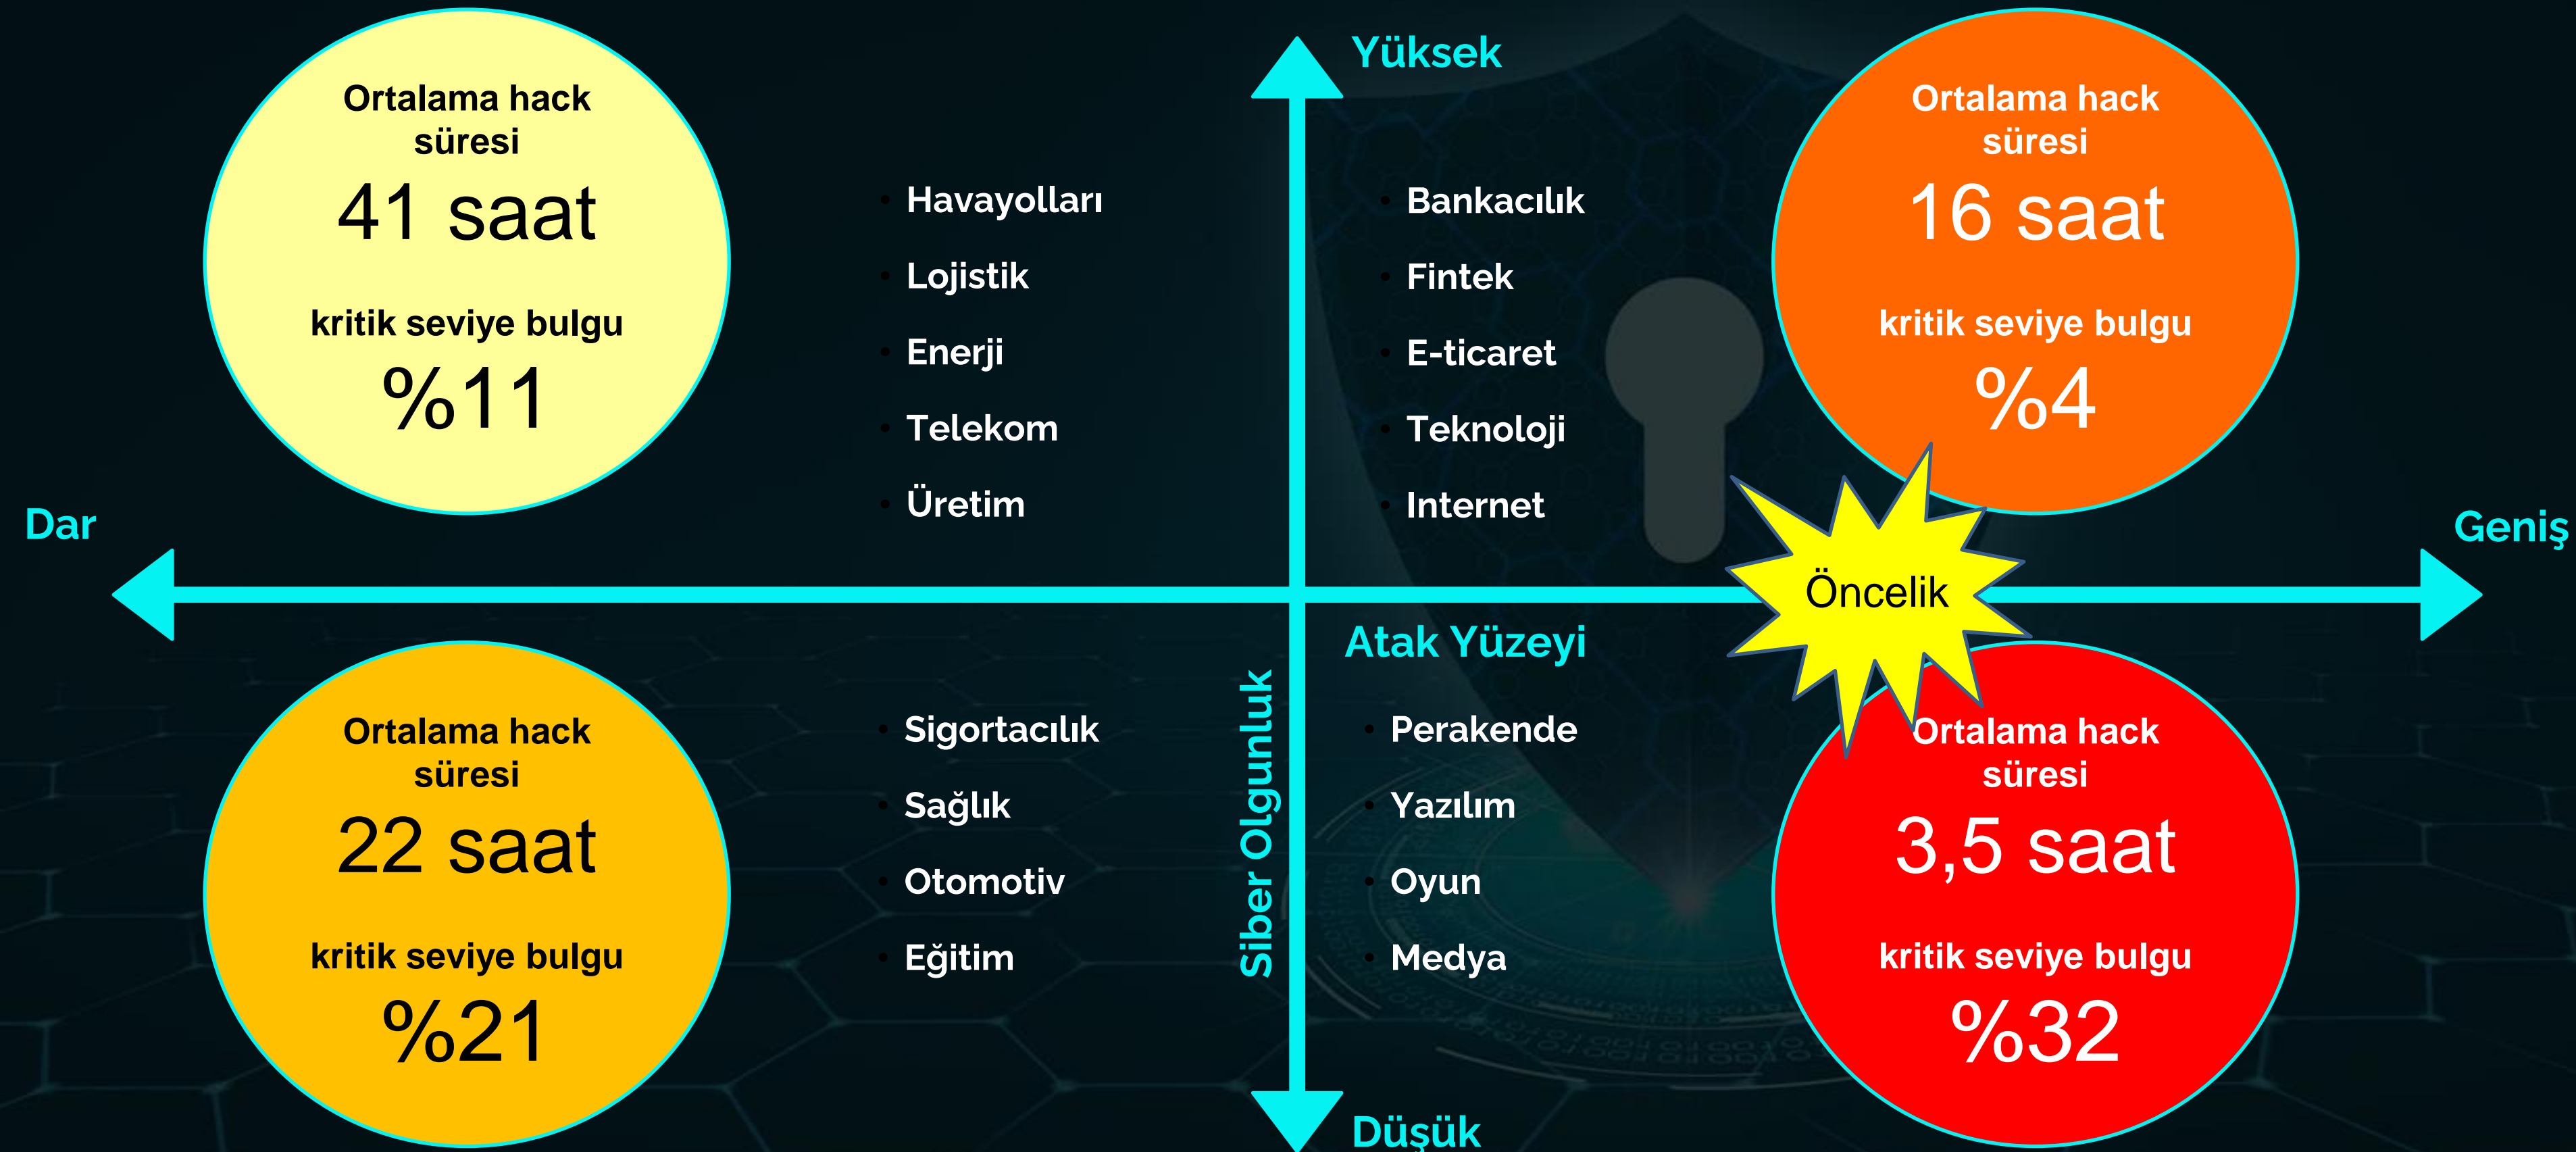 Yüksek
Ortalama hack
süresi
41 saat
kritik seviye bulgu
%11
Havayolları
Lojistik
Enerji
Telekom
Üretim
Bankacılık
Fintek
E-ticaret
Teknoloji
Internet
Ortalama hack
süresi
16 saat
kritik seviye bulgu
%4
Dar
Geniş
Öncelik
Atak Yüzeyi
Siber Olgunluk
Ortalama hack
süresi
22 saat
kritik seviye bulgu
%21
Sigortacılık
Sağlık
Otomotiv
Eğitim
Perakende
Yazılım
Oyun
Medya
Ortalama hack
süresi
3,5 saat
kritik seviye bulgu
%32
Düşük